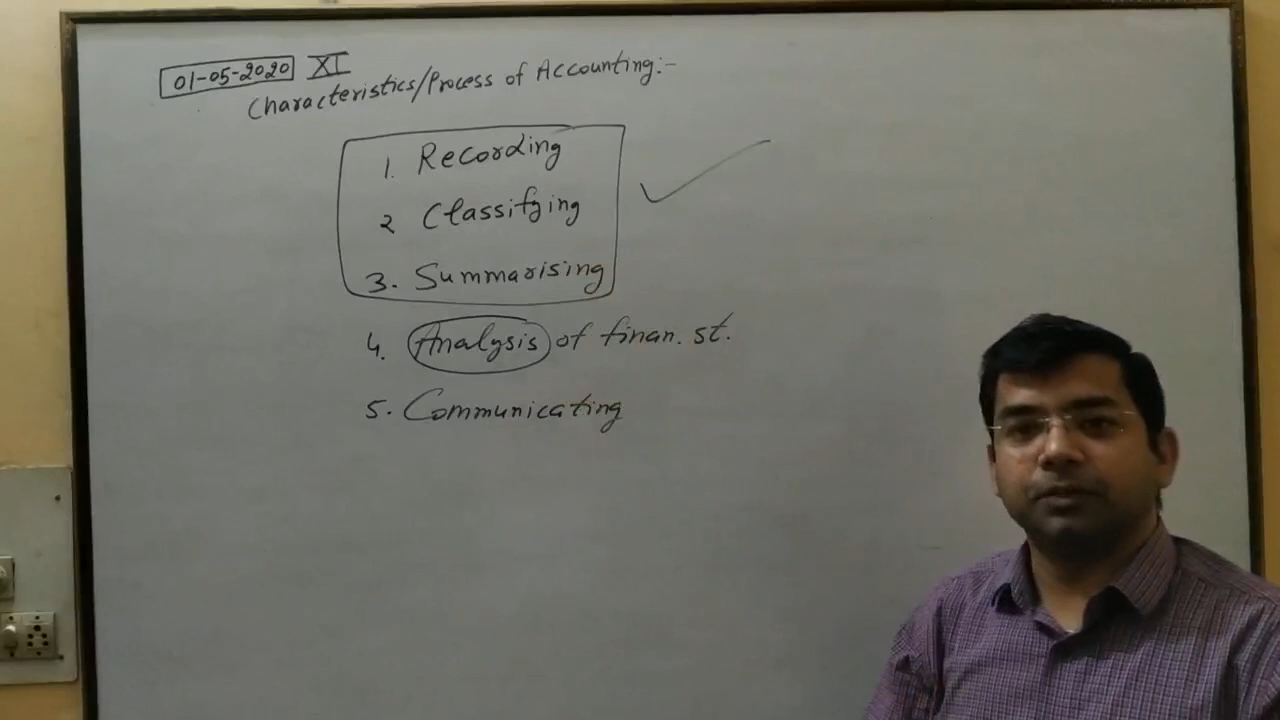 01-05-2020 XI
Characteristics/Process of Accounting:-
1. Recording
2 Classifying
3. Summarising
4. Analysis of finan. st.
5. Communicating